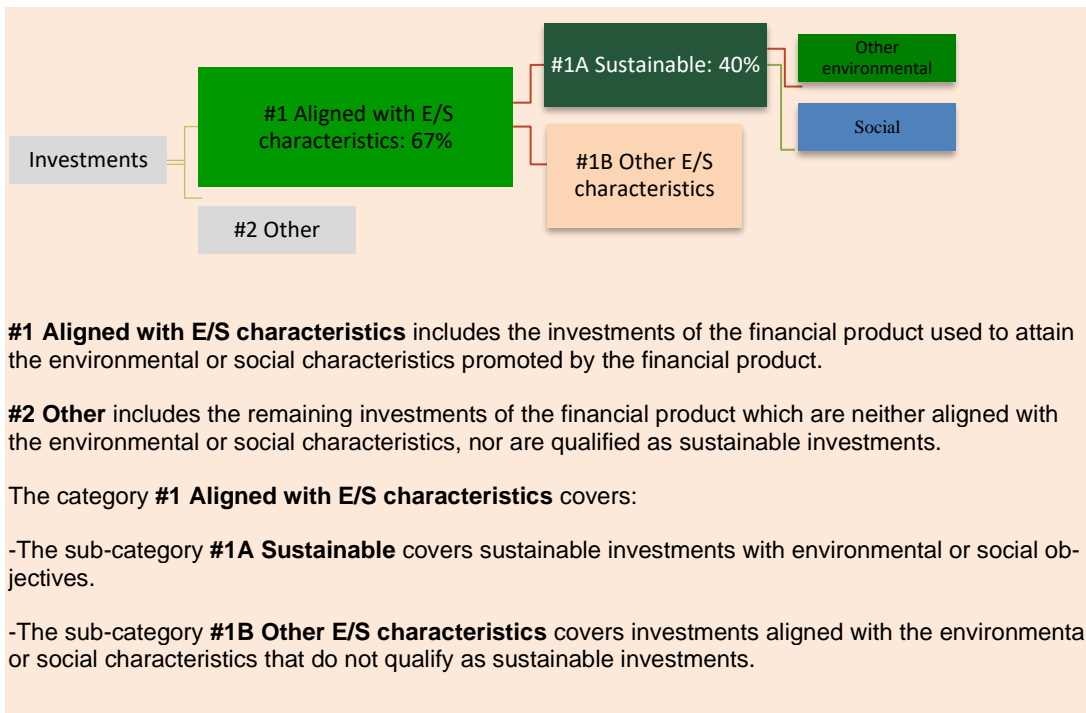 Investments
#1 Aligned with E/S
characteristics: 67%
#2 Other
#1A Sustainable: 40%
#1B Other E/S
characteristics
Other
environmental
Social
#1 Aligned with E/S characteristics includes the investments of the financial product used to attain
the environmental or social characteristics promoted by the financial product.
#2 Other includes the remaining investments of the financial product which are neither aligned with
the environmental or social characteristics, nor are qualified as sustainable investments.
The category #1 Aligned with E/S characteristics covers:
-The sub-category #1A Sustainable covers sustainable investments with environmental or social ob-
jectives.
-The sub-category #1B Other E/S characteristics covers investments aligned with the environmenta
or social characteristics that do not qualify as sustainable investments.